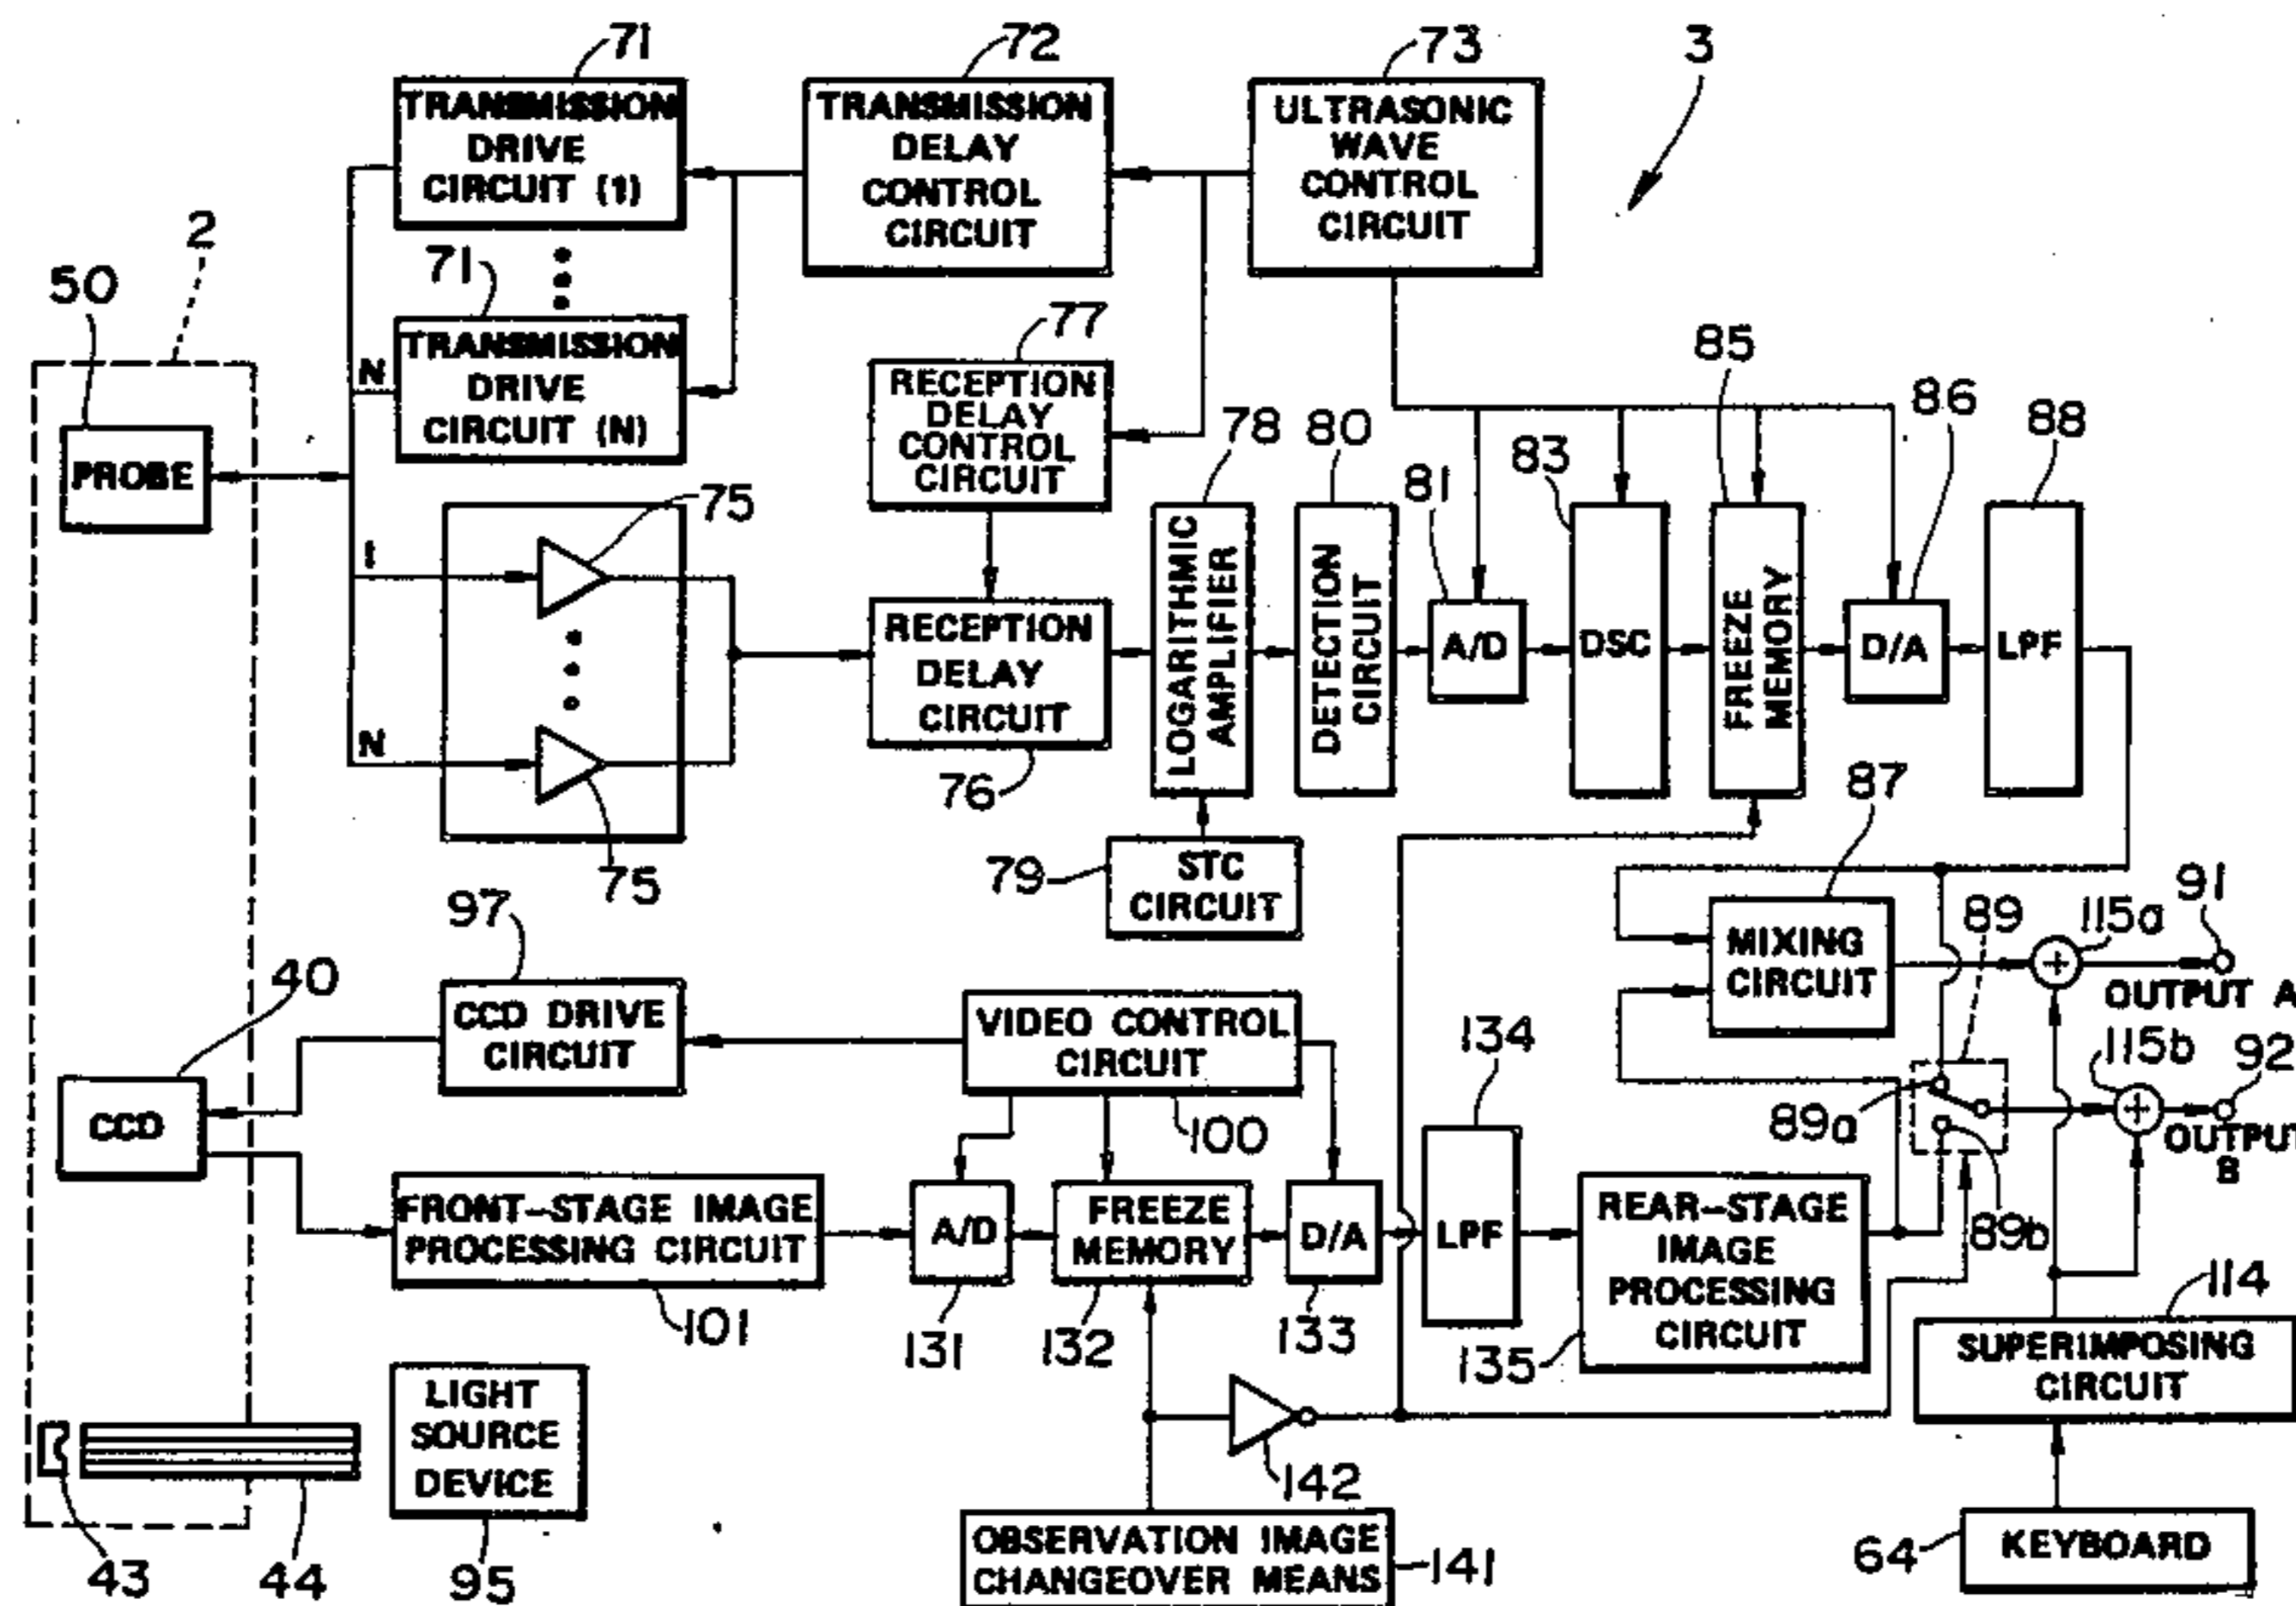 71
72
73
3
TRANSMISSION
DRIVE
CIRCUIT (1)
TRANSMISSION
DELAY
CONTROL
CIRCUIT
ULTRASONIC
WAVE
CONTROL
CIRCUIT
2
50
71
TRANSMISSION
DRIVE
CIRCUIT (N)
N
77
RECEPTION
DELAY
CONTROL
CIRCUIT
78
80
81
83
85
86
88
PROBE
75
1
N
75
RECEPTION
DELAY
CIRCUIT
76
LOGARITHMIC
AMPLIFIER
DETECTION
CIRCUIT
A/D
DSC
FREEZE
MEMORY
D/A
LPF
79
STC
CIRCUIT
87
MIXING
CIRCUIT
89
115a
91
OUTPUT A
97
CCD DRIVE
CIRCUIT
VIDEO CONTROL
CIRCUIT
100
40
CCD
134
89a
89b
115b
92
OUTPUT
B
FRONT-STAGE IMAGE
PROCESSING CIRCUIT
101
A/D
131
FREEZE
MEMORY
132
D/A
133
LPF
REAR-STAGE
IMAGE
PROCESSING
CIRCUIT
135
114
SUPERIMPOSING
CIRCUIT
LIGHT
SOURCE
DEVICE
95
43
44
142
OBSERVATION IMAGE
CHANGEOVER MEANS
141
64
KEYBOARD